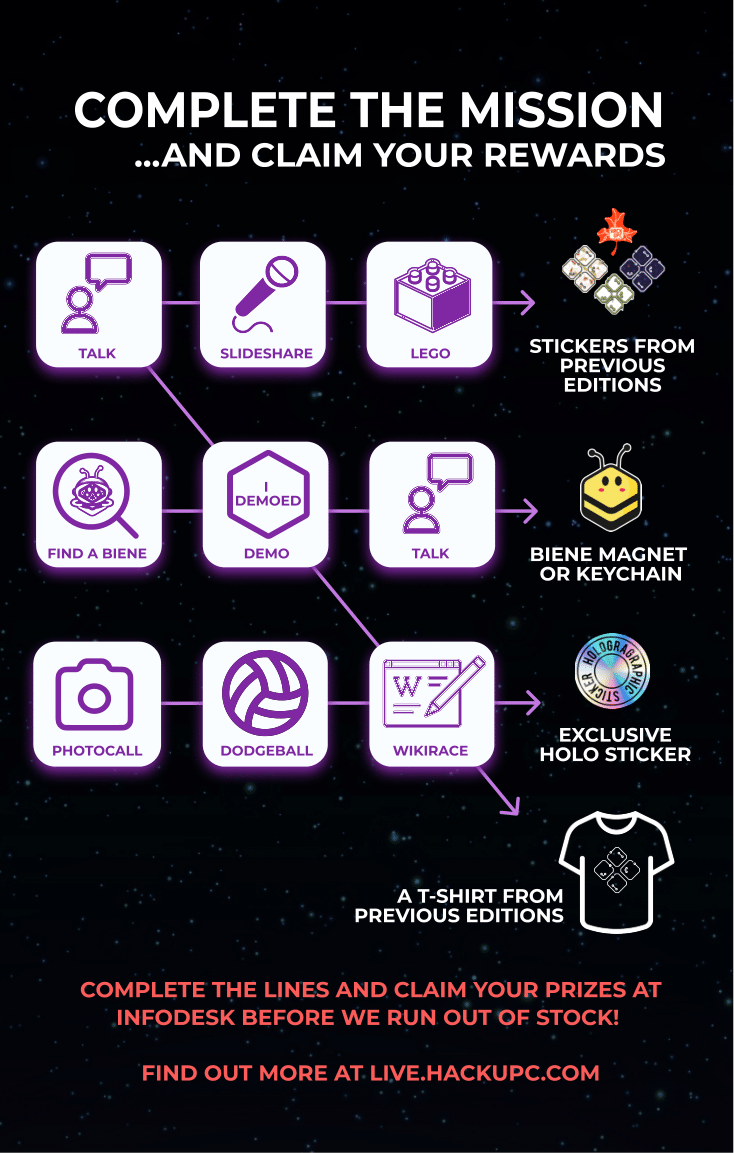 COMPLETE THE MISSION
...AND CLAIM YOUR REWARDS
TALK
SLIDESHARE
LEGO
STICKERS FROM
PREVIOUS
EDITIONS
I
DEMOED
FIND A BIENE
DEMO
TALK
BIENE MAGNET
OR KEYCHAIN
W
HOLOGRAGRAPHIC STICKER
PHOTOCALL
DODGEBALL
WIKIRACE
EXCLUSIVE
HOLO STICKER
A T-SHIRT FROM
PREVIOUS EDITIONS
COMPLETE THE LINES AND CLAIM YOUR PRIZES AT
INFODESK BEFORE WE RUN OUT OF STOCK!
FIND OUT MORE AT LIVE.HACKUPC.COM